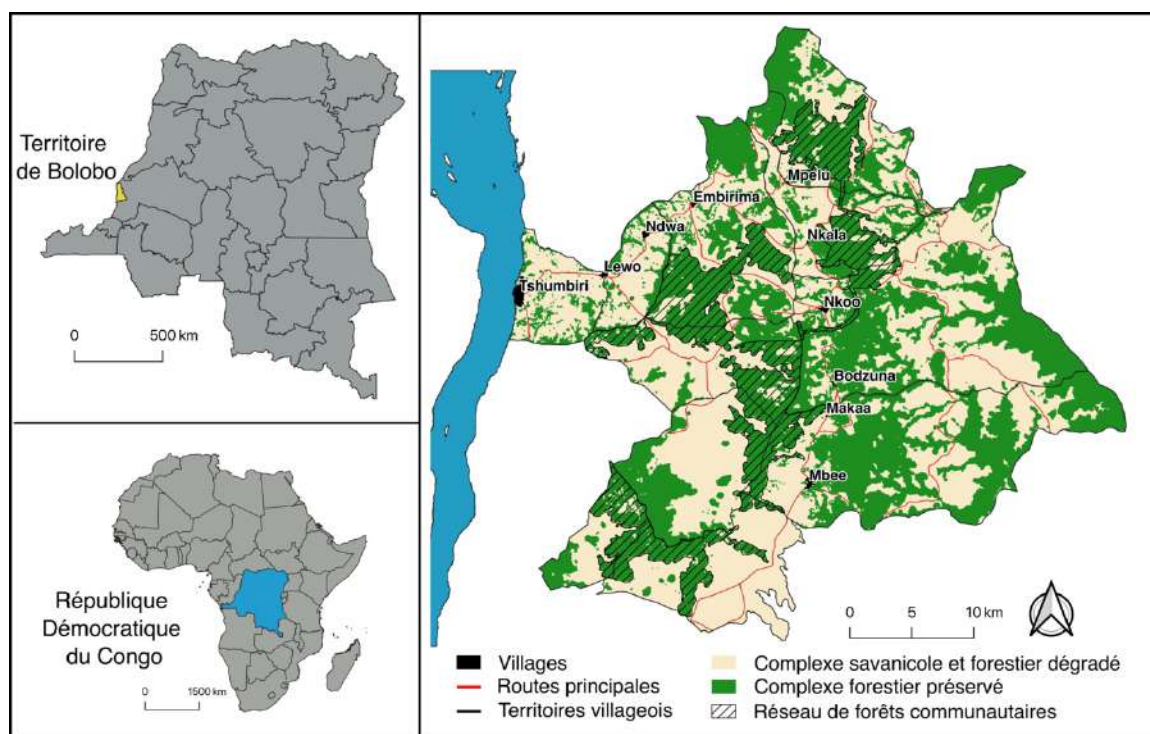 Territoire
de Bolobo
0 500 km
République
Démocratique
du Congo
0 1500 km
Mpelu
Embirima
Ndwa
Nkala
Lewo
Tshumbiri
Nkoo
Bodzuna
Makaa
Mbee
0 5 10 km
Villages
Routes principales
Territoires villageois
Complexe savanicole et forestier dégradé
Complexe forestier préservé
Réseau de forêts communautaires